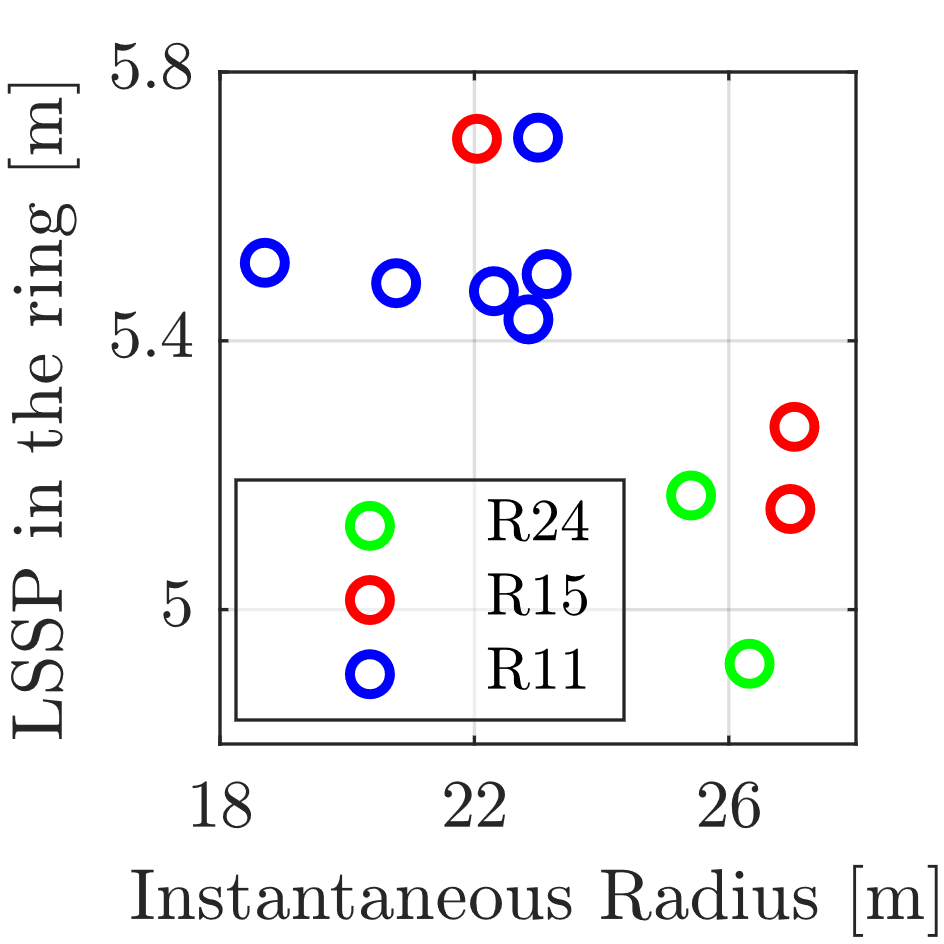 5.8
5.4
5
LSSP in the ring [m]
R24
R15
R11
18 22 26
Instantaneous Radius [m]